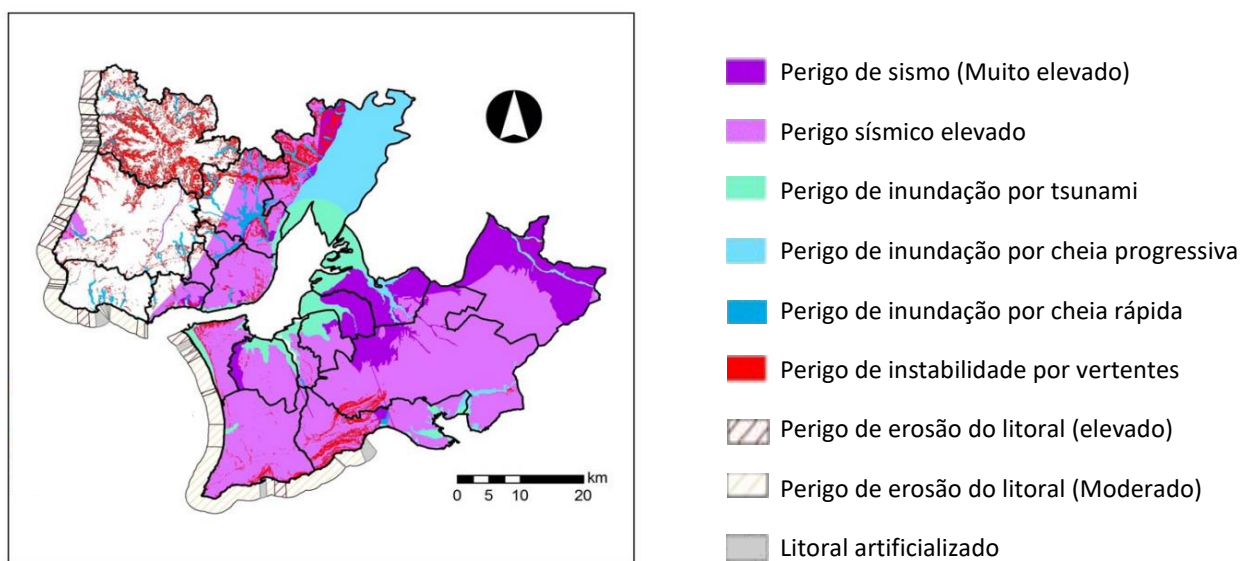 km
0 5 10 20
Perigo de sismo (Muito elevado)
Perigo sísmico elevado
Perigo de inundação por tsunami
Perigo de inundação por cheia progressiva
Perigo de inundação por cheia rápida
Perigo de instabilidade por vertentes
Perigo de erosão do litoral (elevado)
Perigo de erosão do litoral (Moderado)
Litoral artificializado